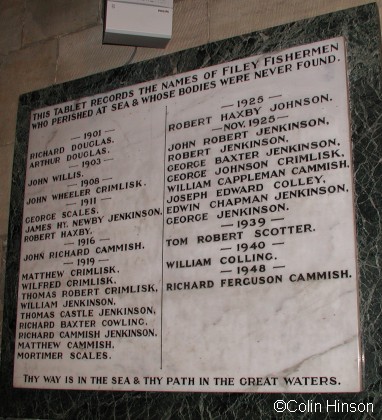 THIS TABLET RECORDS THE NAMES OF FILEY FISHERMEN
WHO PERISHED AT SEA & WHOSE BODIES WERE NEVER FOUND.
— 1901 —
RICHARD DOUGLAS.
ARTHUR DOUGLAS.
— 1903 —
JOHN WILLIS.
— 1908 —
JOHN WHEELER CRIMLISK.
— 1911 —
GEORGE SCALES.
JAMES HY. NEWBY JENKINSON.
ROBERT HAXBY.
— 1916 —
JOHN RICHARD CAMMISH.
— 1919 —
MATTHEW CRIMLISK.
WILFRED CRIMLISK.
THOMAS ROBERT CRIMLISK,
WILLIAM JENKINSON.
THOMAS CASTLE JENKINSON,
RICHARD BAXTER COWLING.
RICHARD CAMMISH JENKINSON.
MATTHEW CAMMISH,
MORTIMER SCALES.
— 1925 —
ROBERT HAXBY JOHNSON.
— NOV, 1925 —
JOHN ROBERT JENKINSON,
ROBERT JENKINSON,
GEORGE BAXTER JENKINSON,
GEORGE JOHNSON CRIMLISK,
WILLIAM CAPPLEMAN CAMMISH,
JOSEPH EDWARD COLLEY,
EDWIN CHAPMAN JENKINSON,
GEORGE JENKINSON.
— 1939 —
TOM ROBERT SCOTTER.
— 1940 —
WILLIAM COLLING.
— 1948 —
RICHARD FERGUSON CAMMISH.
THY WAY IS IN THE SEA & THY PATH IN THE GREAT WATERS.
©Colin Hinson